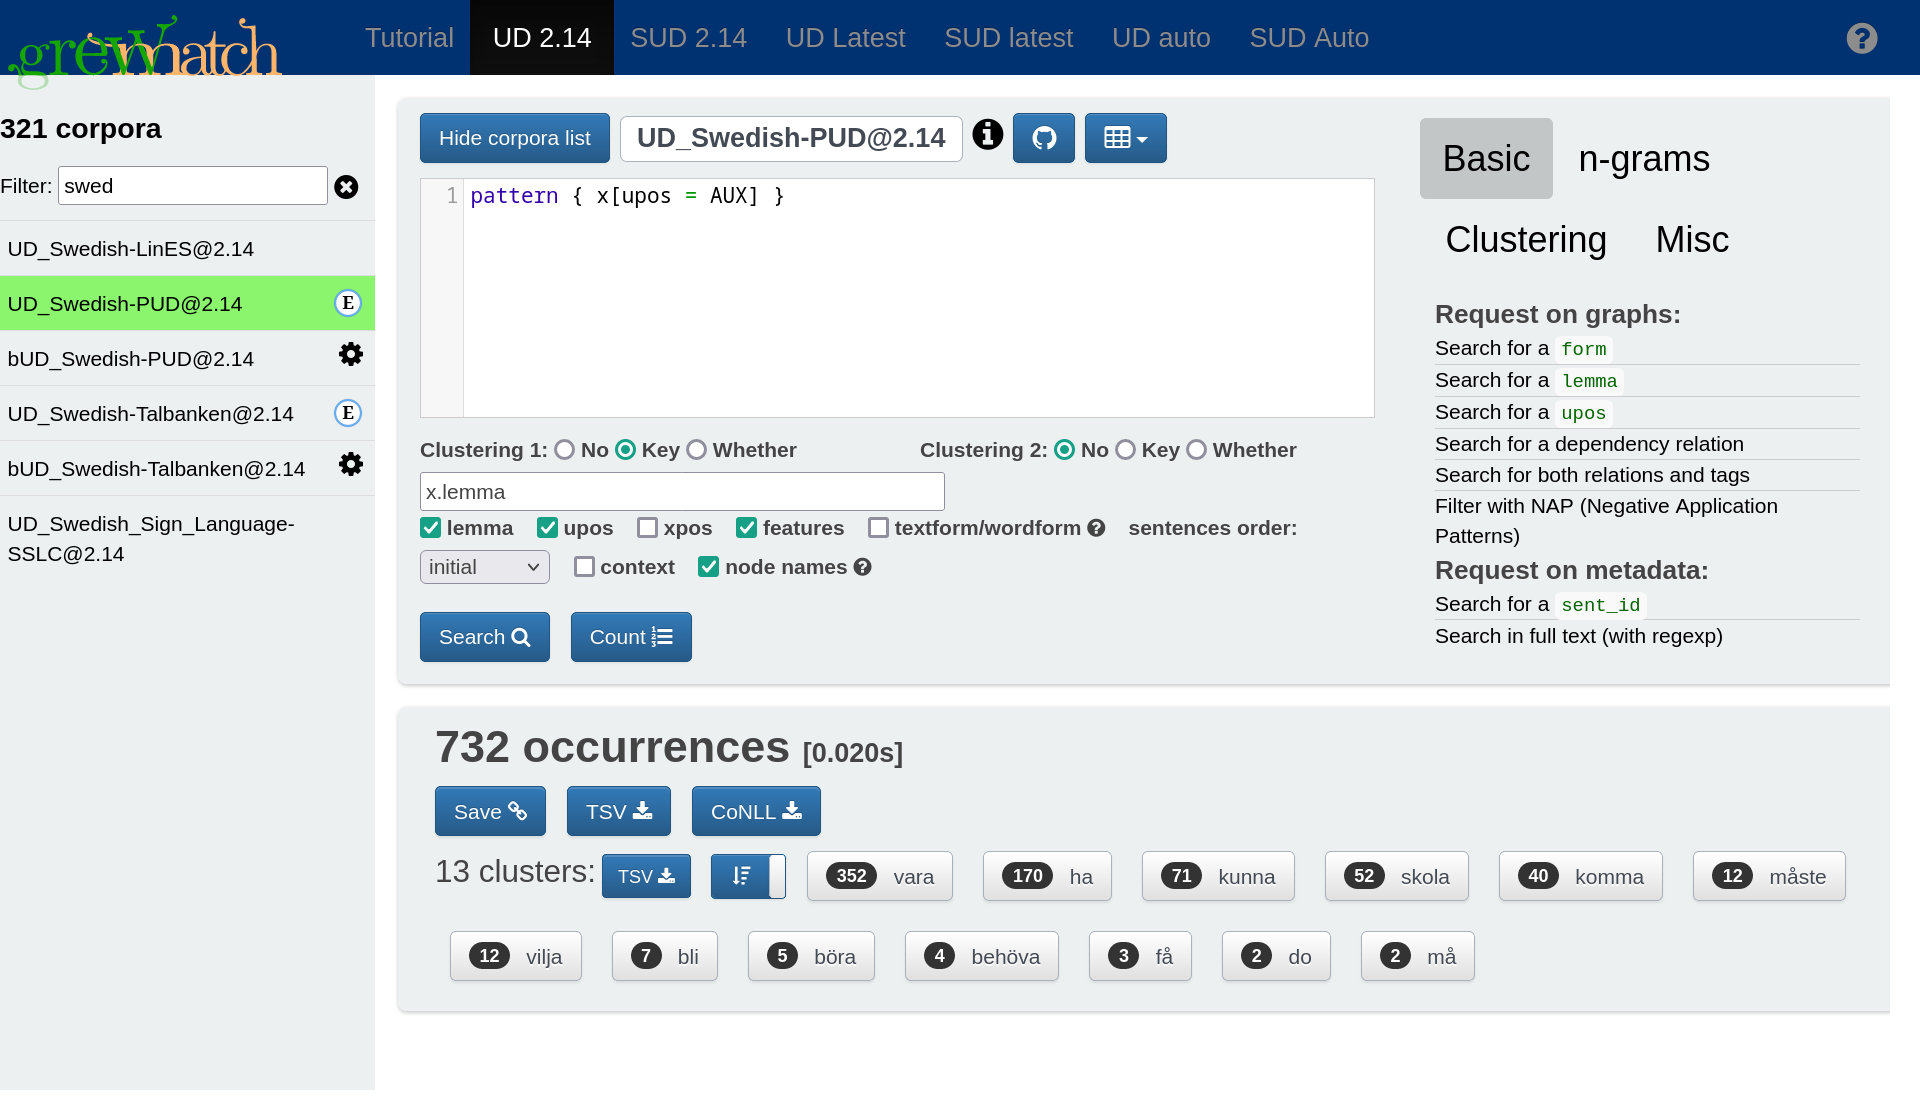 grew match
Tutorial UD 2.14 SUD 2.14 UD Latest SUD latest UD auto SUD Auto
321 corpora
Filter: swed
UD_Swedish-LinES@2.14
UD_Swedish-PUD@2.14 E
bUD_Swedish-PUD@2.14
UD_Swedish-Talbanken@2.14 E
bUD_Swedish-Talbanken@2.14
UD_Swedish_Sign_Language-
SSLC@2.14
Hide corpora list UD_Swedish-PUD@2.14
1 pattern { x[upos = AUX] }
Clustering 1: No Key Whether Clustering 2: No Key Whether
x.lemma
lemma upos xpos features textform/wordform sentences order:
initial context node names
Search Count
Basic n-grams
Clustering Misc
Request on graphs:
Search for a form
Search for a lemma
Search for a upos
Search for a dependency relation
Search for both relations and tags
Filter with NAP (Negative Application
Patterns)
Request on metadata:
Search for a sent_id
Search in full text (with regexp)
732 occurrences [0.020s]
Save TSV CoNLL
13 clusters: TSV 352 vara 170 ha 71 kunna 52 skola 40 komma 12 måste
12 vilja 7 bli 5 böra 4 behöva 3 få 2 do 2 må